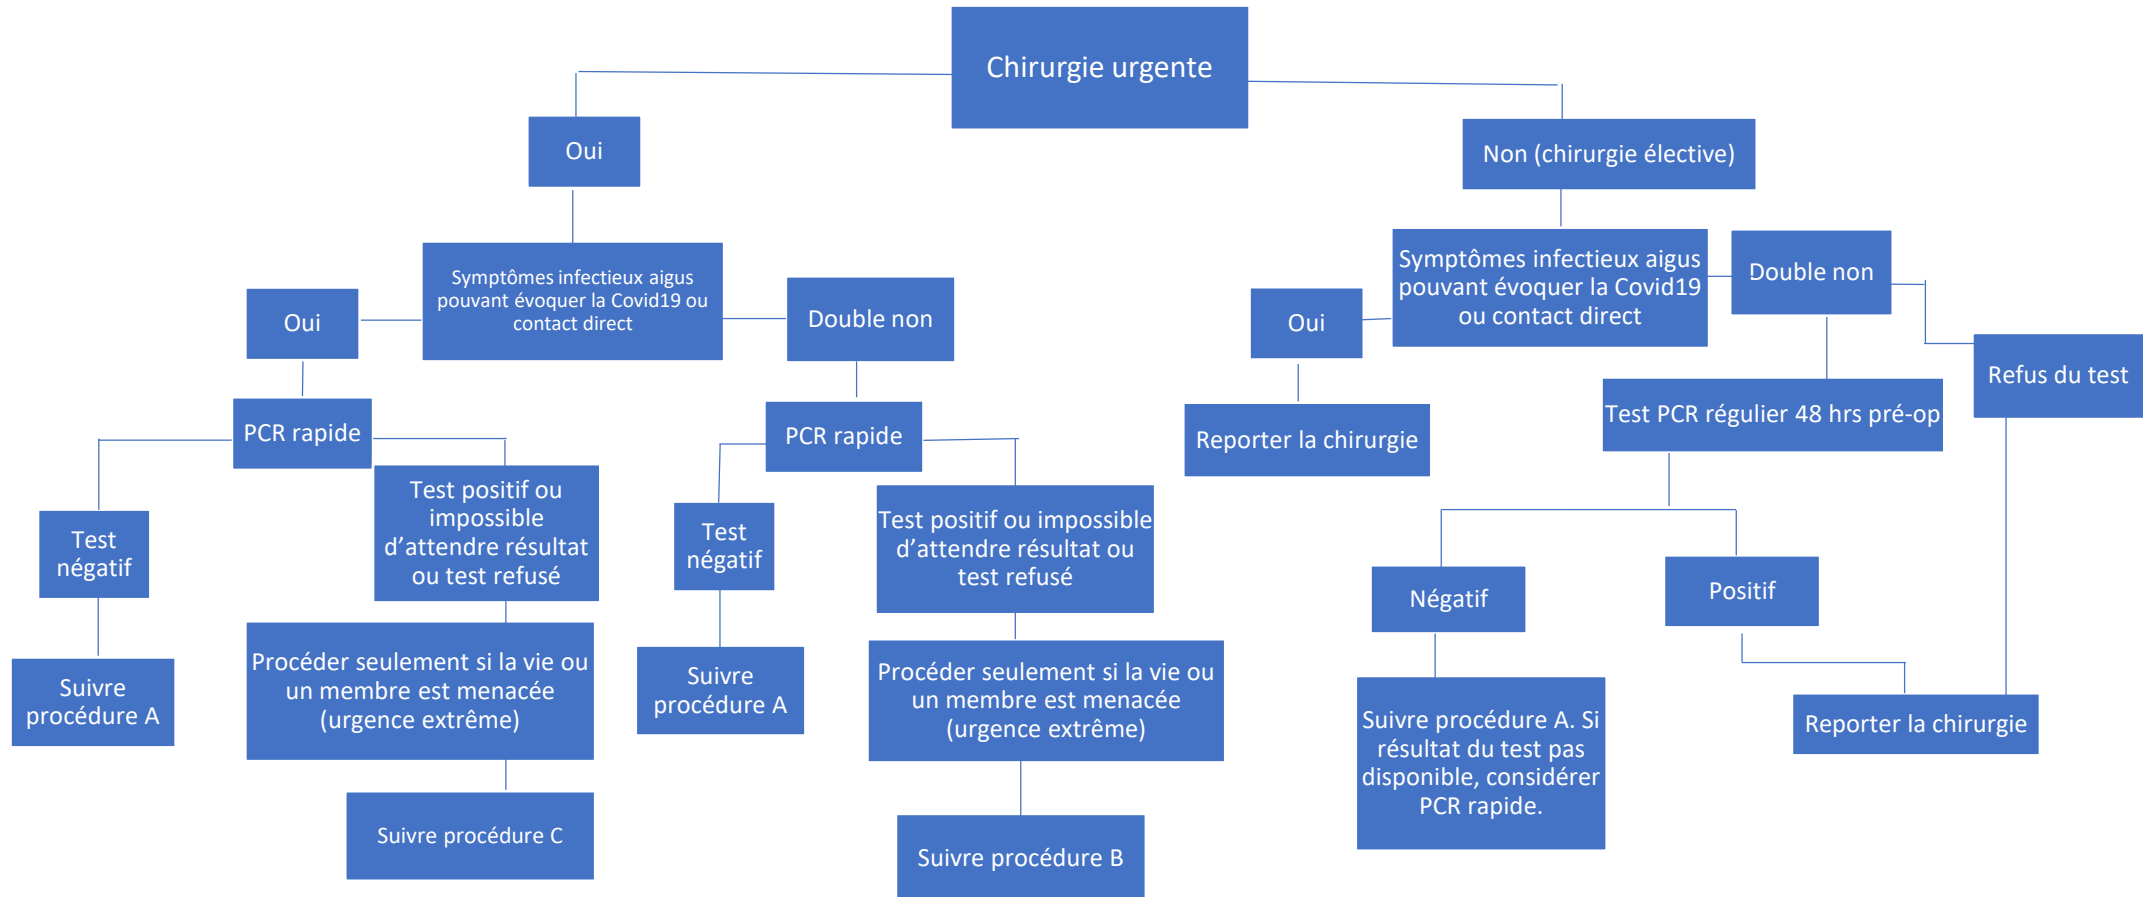 Chirurgie urgente
Oui
Non (chirurgie élective)
Symptômes infectieux aigus
pouvant évoquer la Covid19 ou
contact direct
Oui
Double non
PCR rapide
PCR rapide
Test
négatif
Test positif ou
impossible
d’attendre résultat
ou test refusé
Test
négatif
Test positif ou impossible
d’attendre résultat ou
test refusé
Suivre
procédure A
Procéder seulement si la vie ou
un membre est menacée
(urgence extrême)
Suivre
procédure A
Procéder seulement si la vie ou
un membre est menacée
(urgence extrême)
Suivre procédure C
Suivre procédure B
Symptômes infectieux aigus
pouvant évoquer la Covid19
ou contact direct
Double non
Oui
Refus du test
Reporter la chirurgie
Test PCR régulier 48 hrs pré-op
Négatif
Positif
Suivre procédure A. Si
résultat du test pas
disponible, considérer
PCR rapide.
Reporter la chirurgie